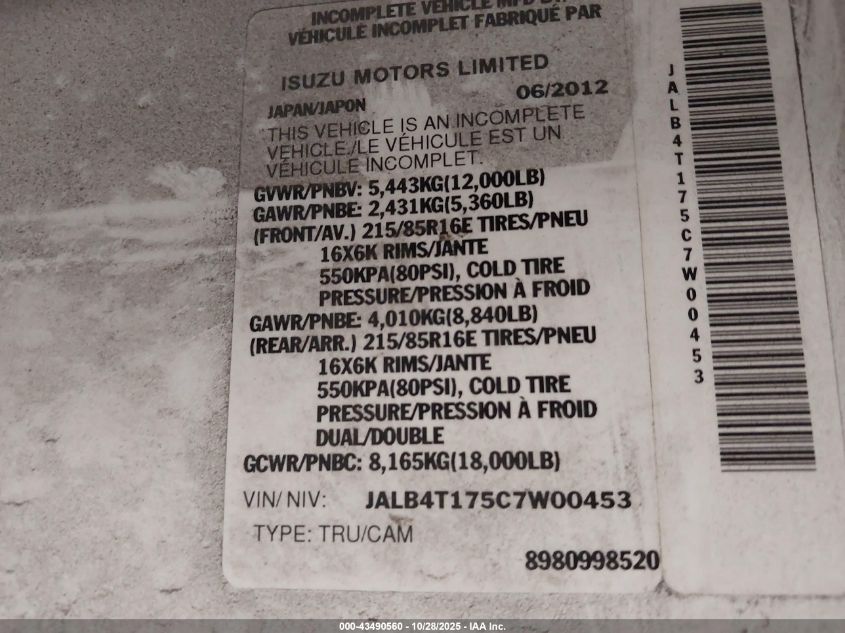 INCOMPLETE VEHICLE MFD BY
VÉHICULE INCOMPLET FABRIQUÉ PAR
ISUZU MOTORS LIMITED
JAPAN/JAPON 06/2012
THIS VEHICLE IS AN INCOMPLETE
VEHICLE./LE VÉHICULE EST UN
VÉHICULE INCOMPLET.
GVWR/PNBV: 5,443KG(12,000LB)
GAWR/PNBE: 2,431KG(5,360LB)
(FRONT/AV.) 215/85R16E TIRES/PNEU
16X6K RIMS/JANTE
550KPA(80PSI), COLD TIRE
PRESSURE/PRESSION À FROID
GAWR/PNBE: 4,010KG(8,840LB)
(REAR/ARR.) 215/85R16E TIRES/PNEU
16X6K RIMS/JANTE
550KPA(80PSI), COLD TIRE
PRESSURE/PRESSION À FROID
DUAL/DOUBLE
GCWR/PNBC: 8,165KG(18,000LB)
VIN/NIV: JALB4T175C7W00453
TYPE: TRU/CAM
8980998520
JALB4T175C7W00453
000-43490560 - 10/28/2025 - IAA Inc.